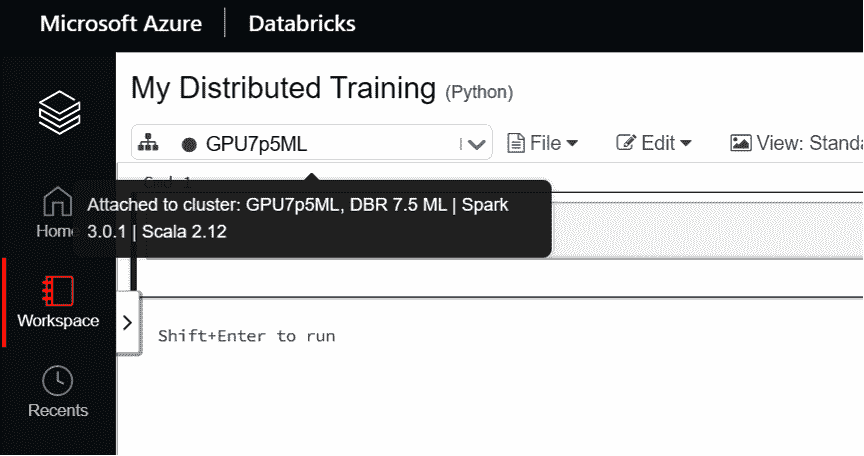 Microsoft Azure Databricks
My Distributed Training (Python)
GPU7p5ML File Edit View: Standa
Cmd 1
Attached to cluster: GPU7p5ML, DBR 7.5 ML | Spark
3.0.1 | Scala 2.12
Home
Workspace
Shift+Enter to run
Recents